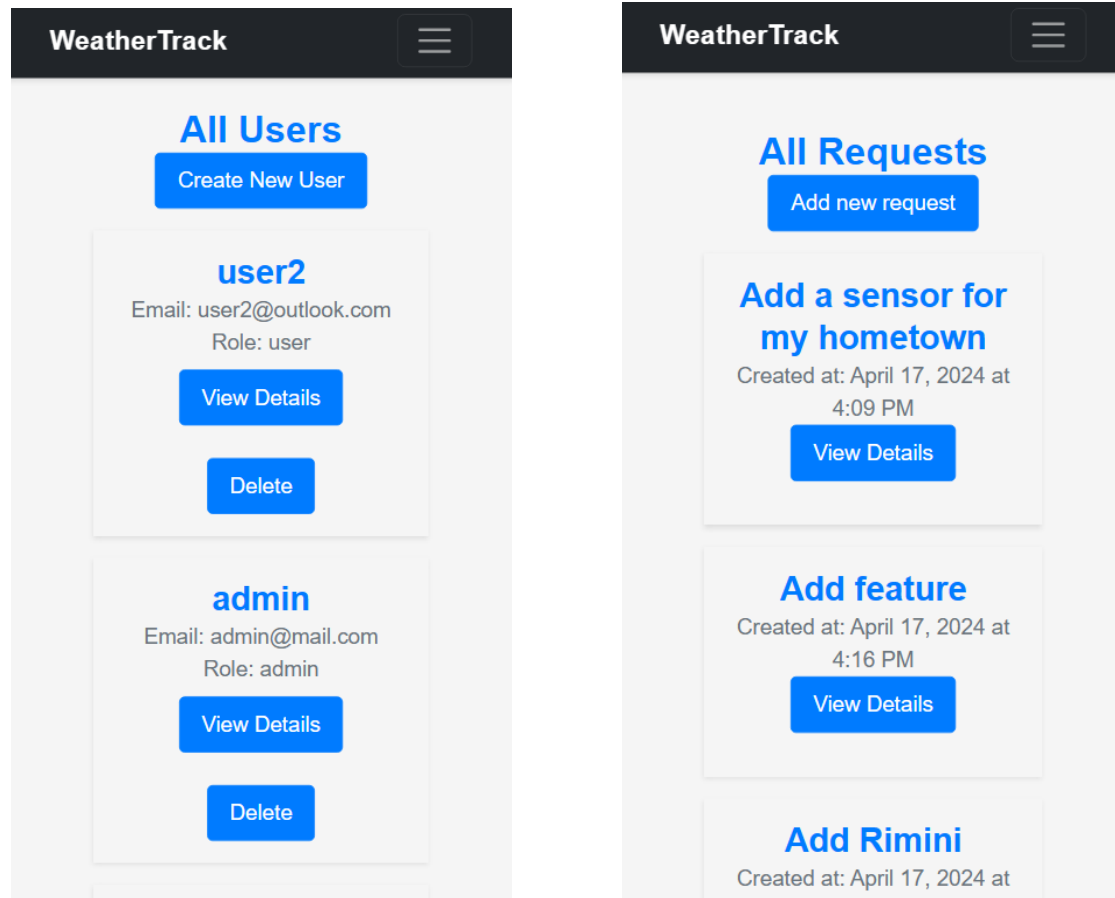 WeatherTrack
All Users
Create New User
user2
Email: user2@outlook.com
Role: user
View Details
Delete
admin
Email: admin@mail.com
Role: admin
View Details
Delete
WeatherTrack
All Requests
Add new request
Add a sensor for
my hometown
Created at: April 17, 2024 at
4:09 PM
View Details
Add feature
Created at: April 17, 2024 at
4:16 PM
View Details
Add Rimini
Created at: April 17, 2024 at